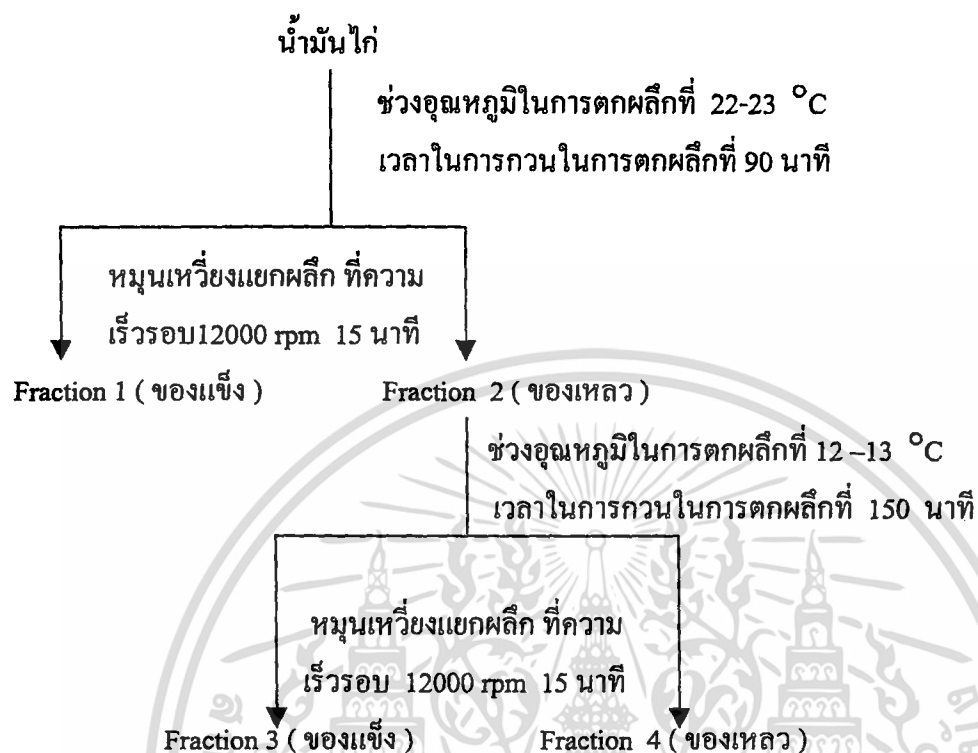 น้ำมันไก่
ช่วงอุณหภูมิในการตกผลึกที่ 22-23 °C
เวลาในการกวนในการตกผลึกที่ 90 นาที
หมุนเหวี่ยงแยกผลึก ที่ความ
เร็วรอบ12000 rpm 15 นาที
Fraction 1 ( ของแข็ง )
Fraction 2 ( ของเหลว )
ช่วงอุณหภูมิในการตกผลึกที่ 12 –13 °C
เวลาในการกวนในการตกผลึกที่ 150 นาที
หมุนเหวี่ยงแยกผลึก ที่ความ
เร็วรอบ 12000 rpm 15 นาที
Fraction 3 ( ของแข็ง )
Fraction 4 ( ของเหลว )